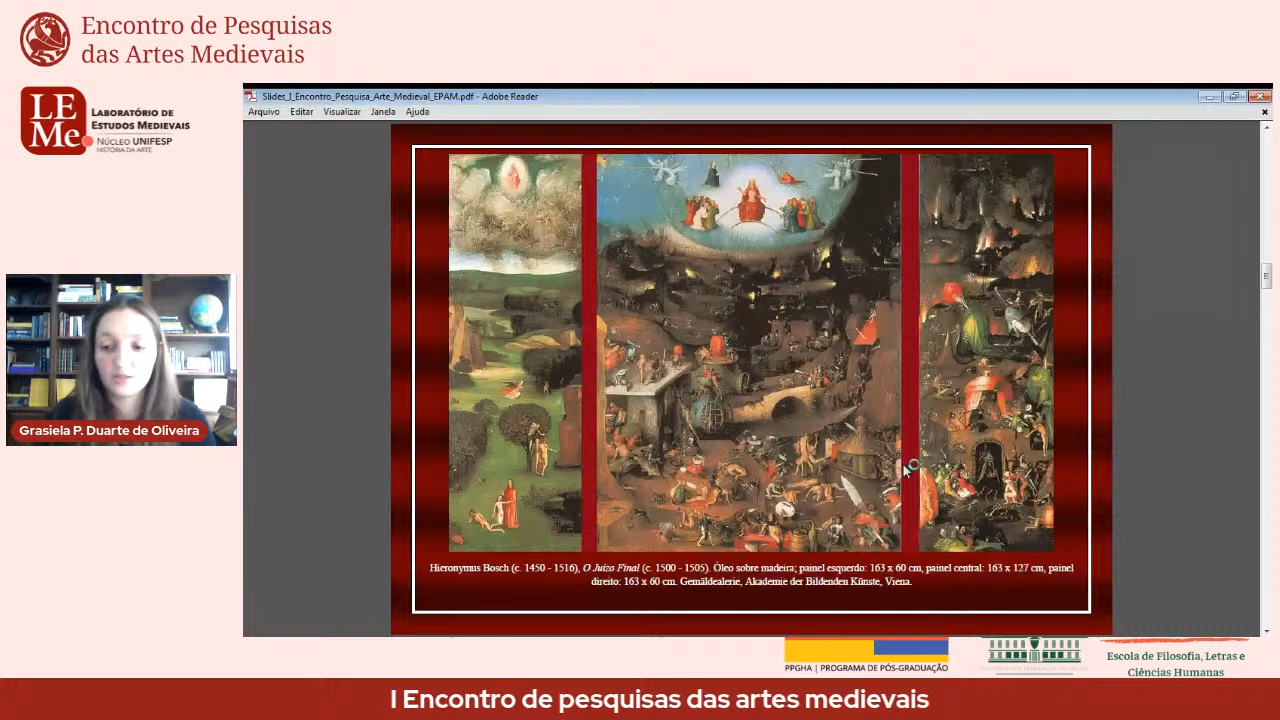 Encontro de Pesquisas
das Artes Medievais
LE
Me
LABORATÓRIO DE
ESTUDOS MEDIEVAIS
NÚCLEO UNIFESP
HISTÓRIA DA ARTE
Slides_I_Encontro_Pesquisa_Arte_Medieval_EPAM.pdf - Adobe Reader
Arquivo Editar Visualizar Janela Ajuda
Grasiela P. Duarte de Oliveira
Hieronymus Bosch (c. 1450 - 1516), O Juízo Final (c. 1500 - 1505). Óleo sobre madeira; painel esquerdo: 163 x 60 cm, painel central: 163 x 127 cm, painel
direito: 163 x 60 cm. Gemäldealerie, Akademie der Bildenden Künste, Viena.
PPGHA | PROGRAMA DE PÓS-GRADUAÇÃO
Escola de Filosofia, Letras e
Ciências Humanas
I Encontro de pesquisas das artes medievais